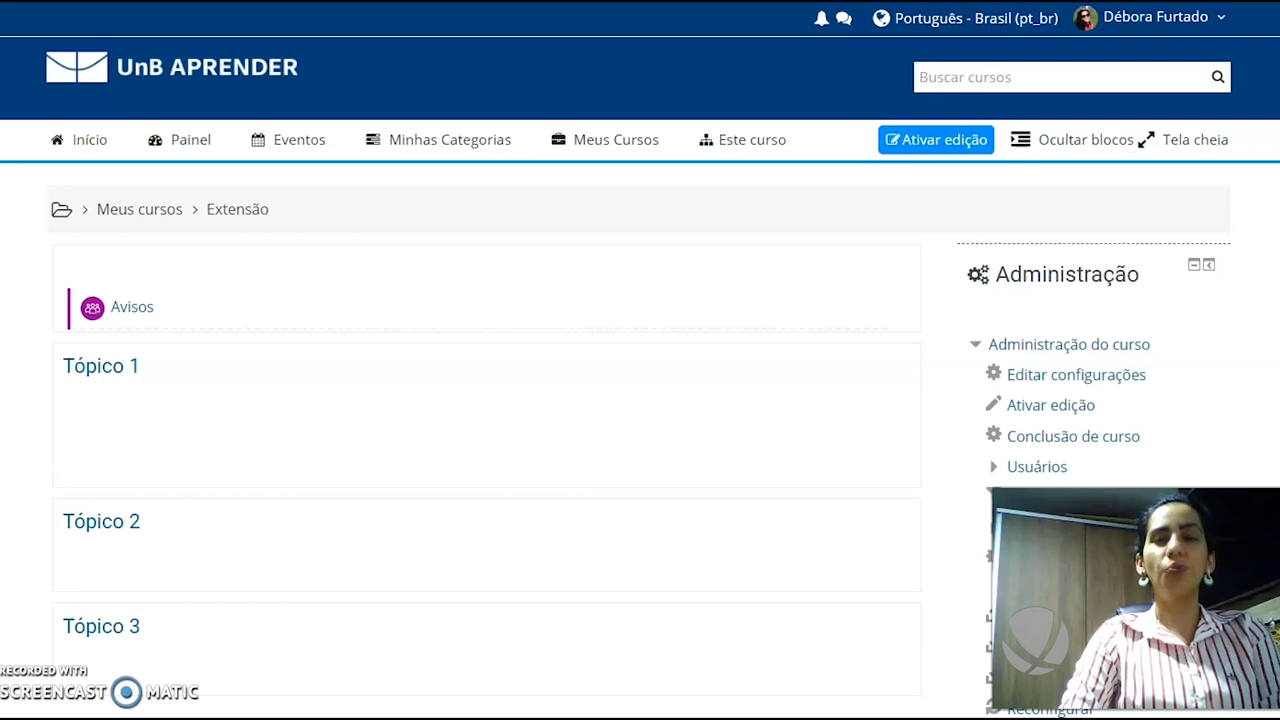 Português - Brasil (pt_br) Débora Furtado
UnB APRENDER
Buscar cursos
Início Painel Eventos Minhas Categorias Meus Cursos Este curso Ativar edição Ocultar blocos Tela cheia
Meus cursos Extensão
Avisos
Tópico 1
Tópico 2
Tópico 3
Administração
Administração do curso
Editar configurações
Ativar edição
Conclusão de curso
Usuários
Reconfigurar
RECORDED WITH
SCREENCAST MATIC